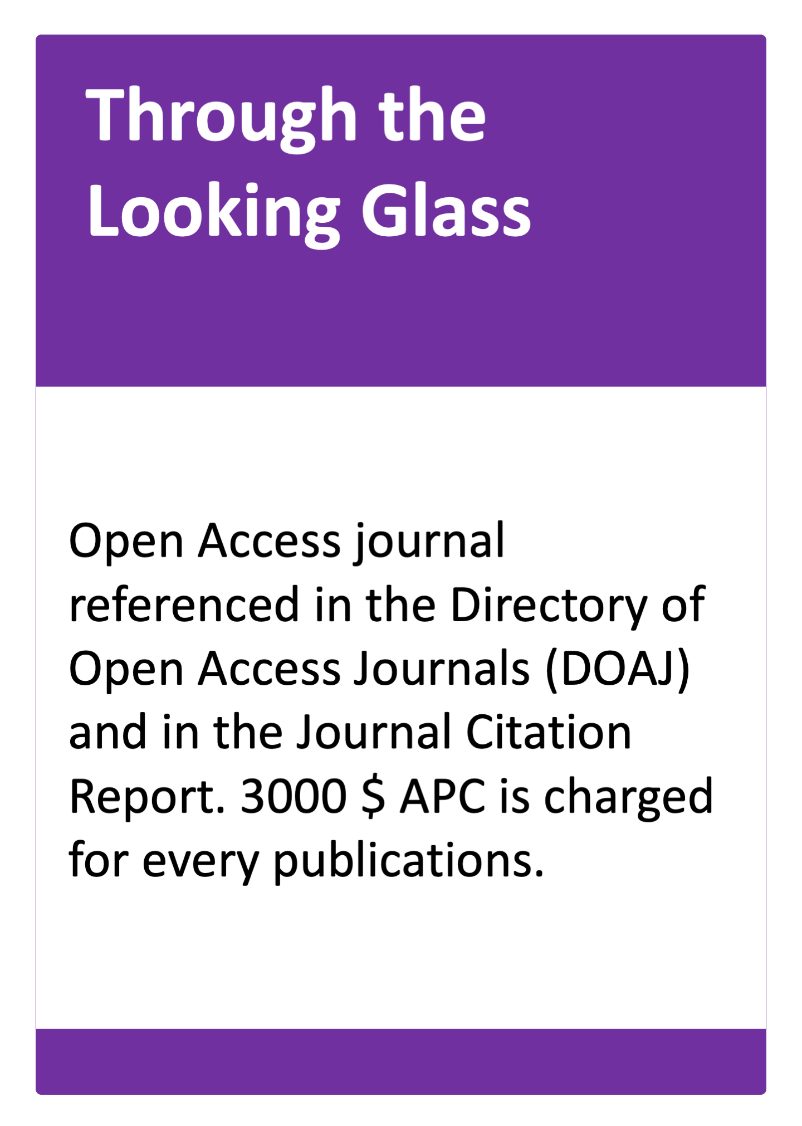 Through the
Looking Glass
Open Access journal
referenced in the Directory of
Open Access Journals (DOAJ)
and in the Journal Citation
Report. 3000 $ APC is charged
for every publications.